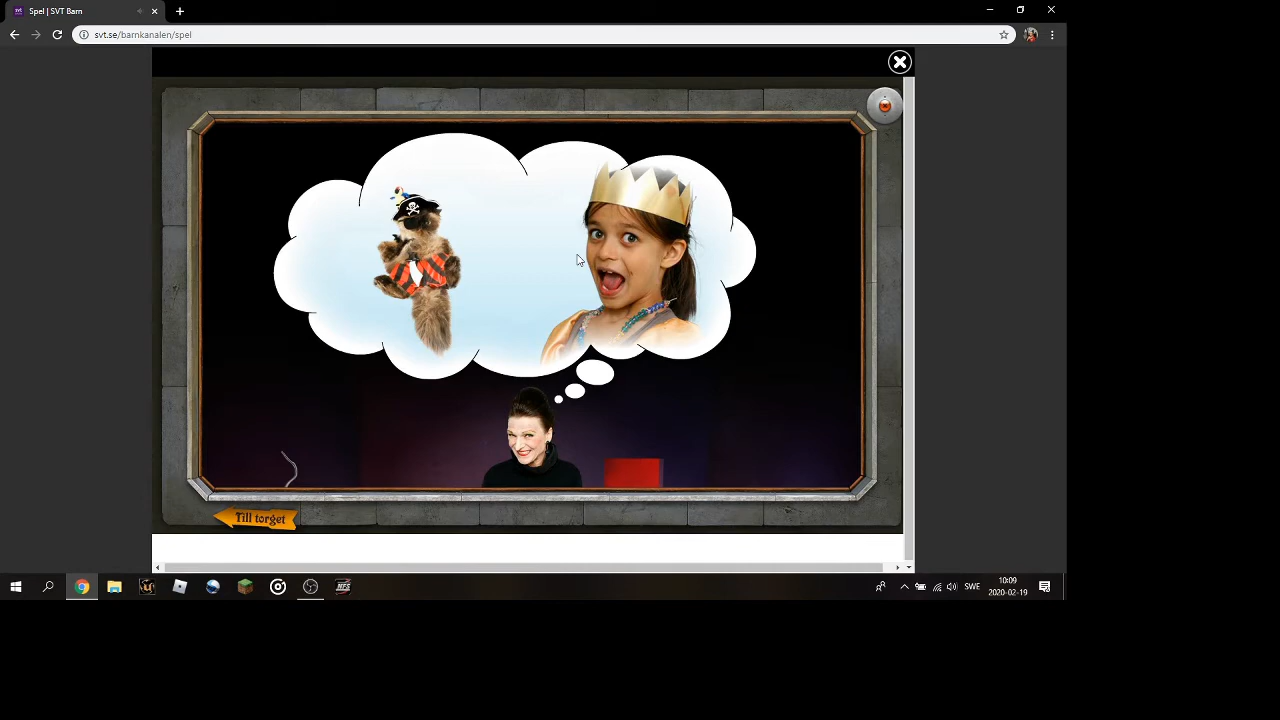 Spel | SVT Barn
svt.se/barnkanalen/spel
Till torget
SWE
10:09
2020-02-19